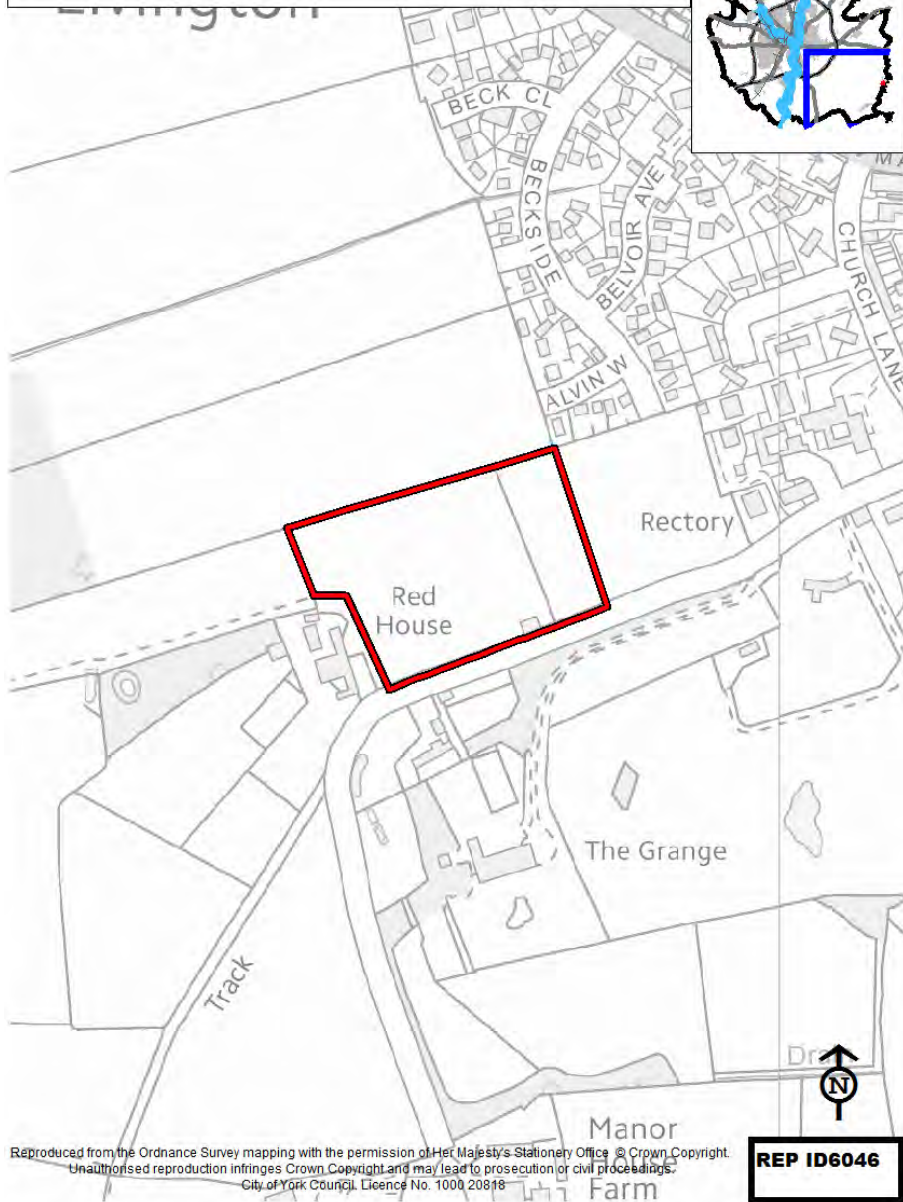 BECK CL
BECKSIDE
BELVOIR AVE
CHURCH LANE
ALVIN W
Rectory
Red
House
The Grange
Track
Manor
House
Farm
Reproduced from the Ordnance Survey mapping with the permission of Her Majesty's Stationery Office © Crown Copyright.
Unauthorised reproduction infringes Crown Copyright and may lead to prosecution or civil proceedings.
City of York Council. Licence No. 1000 20818
N
REP ID6046